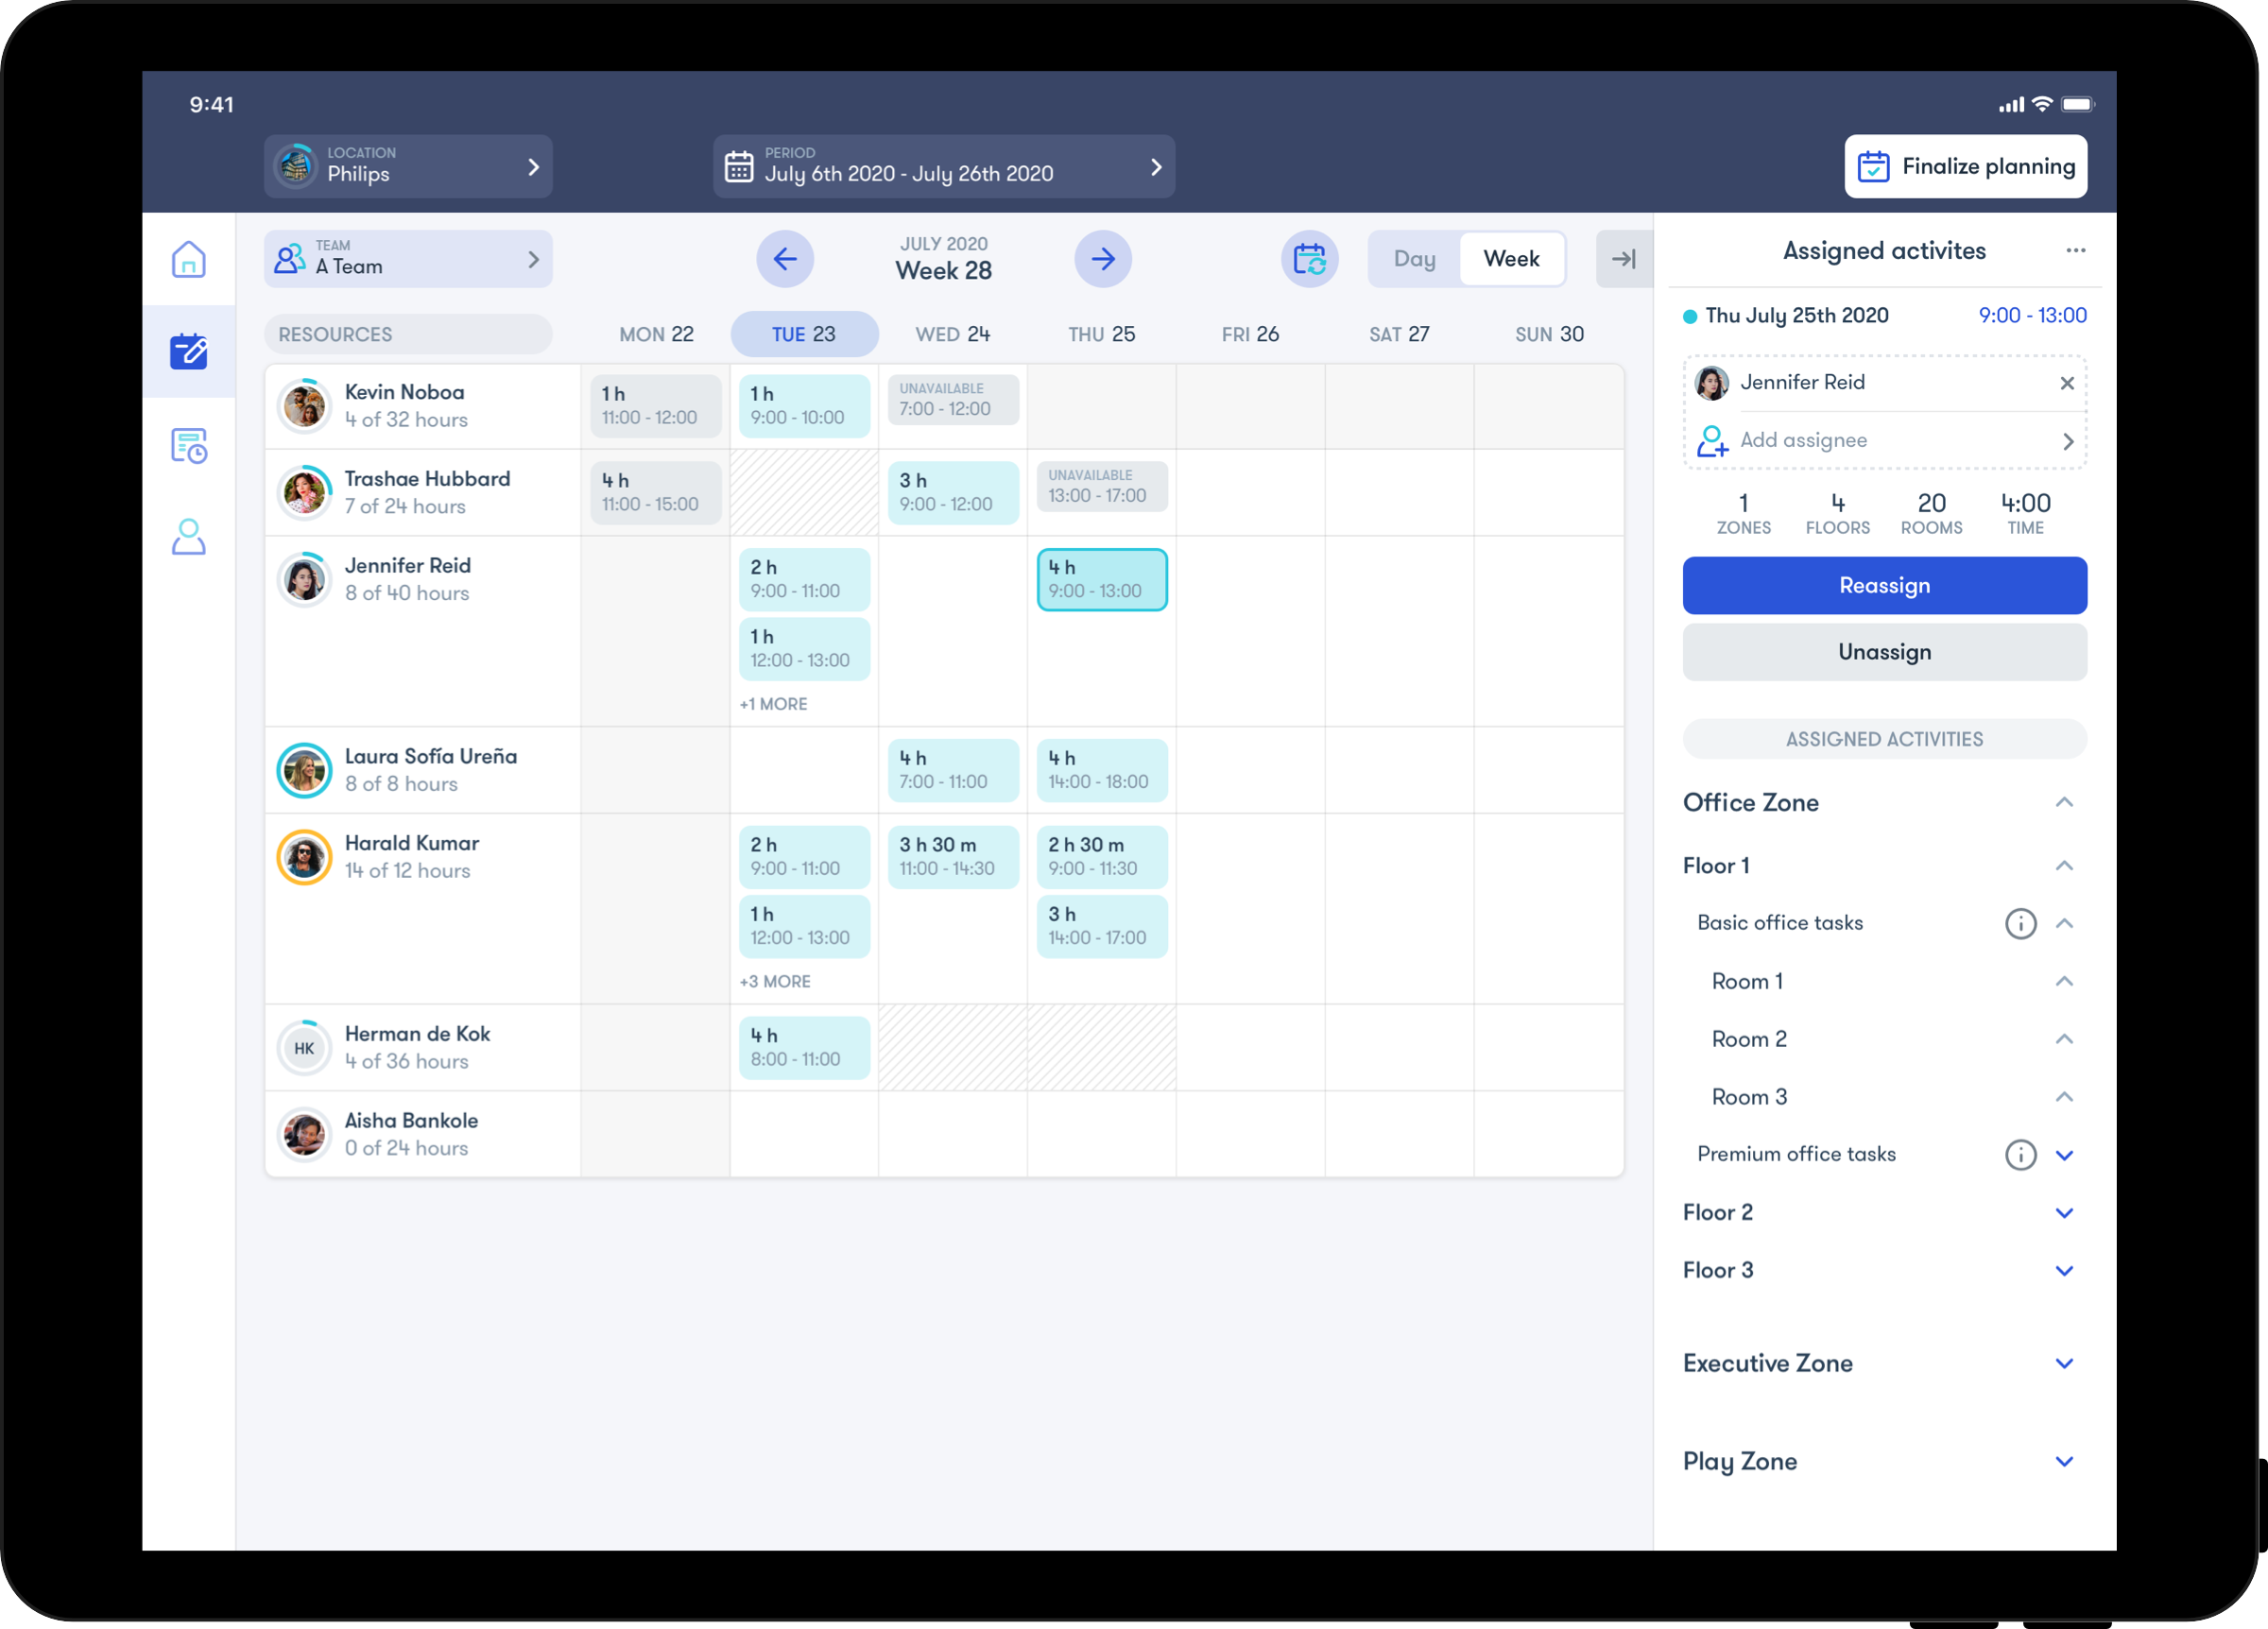 9:41
LOCATION
Philips
PERIOD
July 6th 2020 - July 26th 2020
Finalize planning
TEAM
A Team
JULY 2020
Week 28
Day
Week
RESOURCES
MON 22
TUE 23
WED 24
THU 25
FRI 26
SAT 27
SUN 30
Kevin Noboa
4 of 32 hours
1 h
11:00 - 12:00
1 h
9:00 - 10:00
UNAVAILABLE
7:00 - 12:00
Trashae Hubbard
7 of 24 hours
4 h
11:00 - 15:00
3 h
9:00 - 12:00
UNAVAILABLE
13:00 - 17:00
Jennifer Reid
8 of 40 hours
2 h
9:00 - 11:00
1 h
12:00 - 13:00
+1 MORE
4 h
9:00 - 13:00
Laura Sofía Ureña
8 of 8 hours
4 h
7:00 - 11:00
4 h
14:00 - 18:00
Harald Kumar
14 of 12 hours
2 h
9:00 - 11:00
1 h
12:00 - 13:00
+3 MORE
3 h 30 m
11:00 - 14:30
2 h 30 m
9:00 - 11:30
3 h
14:00 - 17:00
HK
Herman de Kok
4 of 36 hours
4 h
8:00 - 11:00
Aisha Bankole
0 of 24 hours
Assigned activites
Thu July 25th 2020
9:00 - 13:00
Jennifer Reid
Add assignee
1
ZONES
4
FLOORS
20
ROOMS
4:00
TIME
Reassign
Unassign
ASSIGNED ACTIVITIES
Office Zone
Floor 1
Basic office tasks
Room 1
Room 2
Room 3
Premium office tasks
Floor 2
Floor 3
Executive Zone
Play Zone